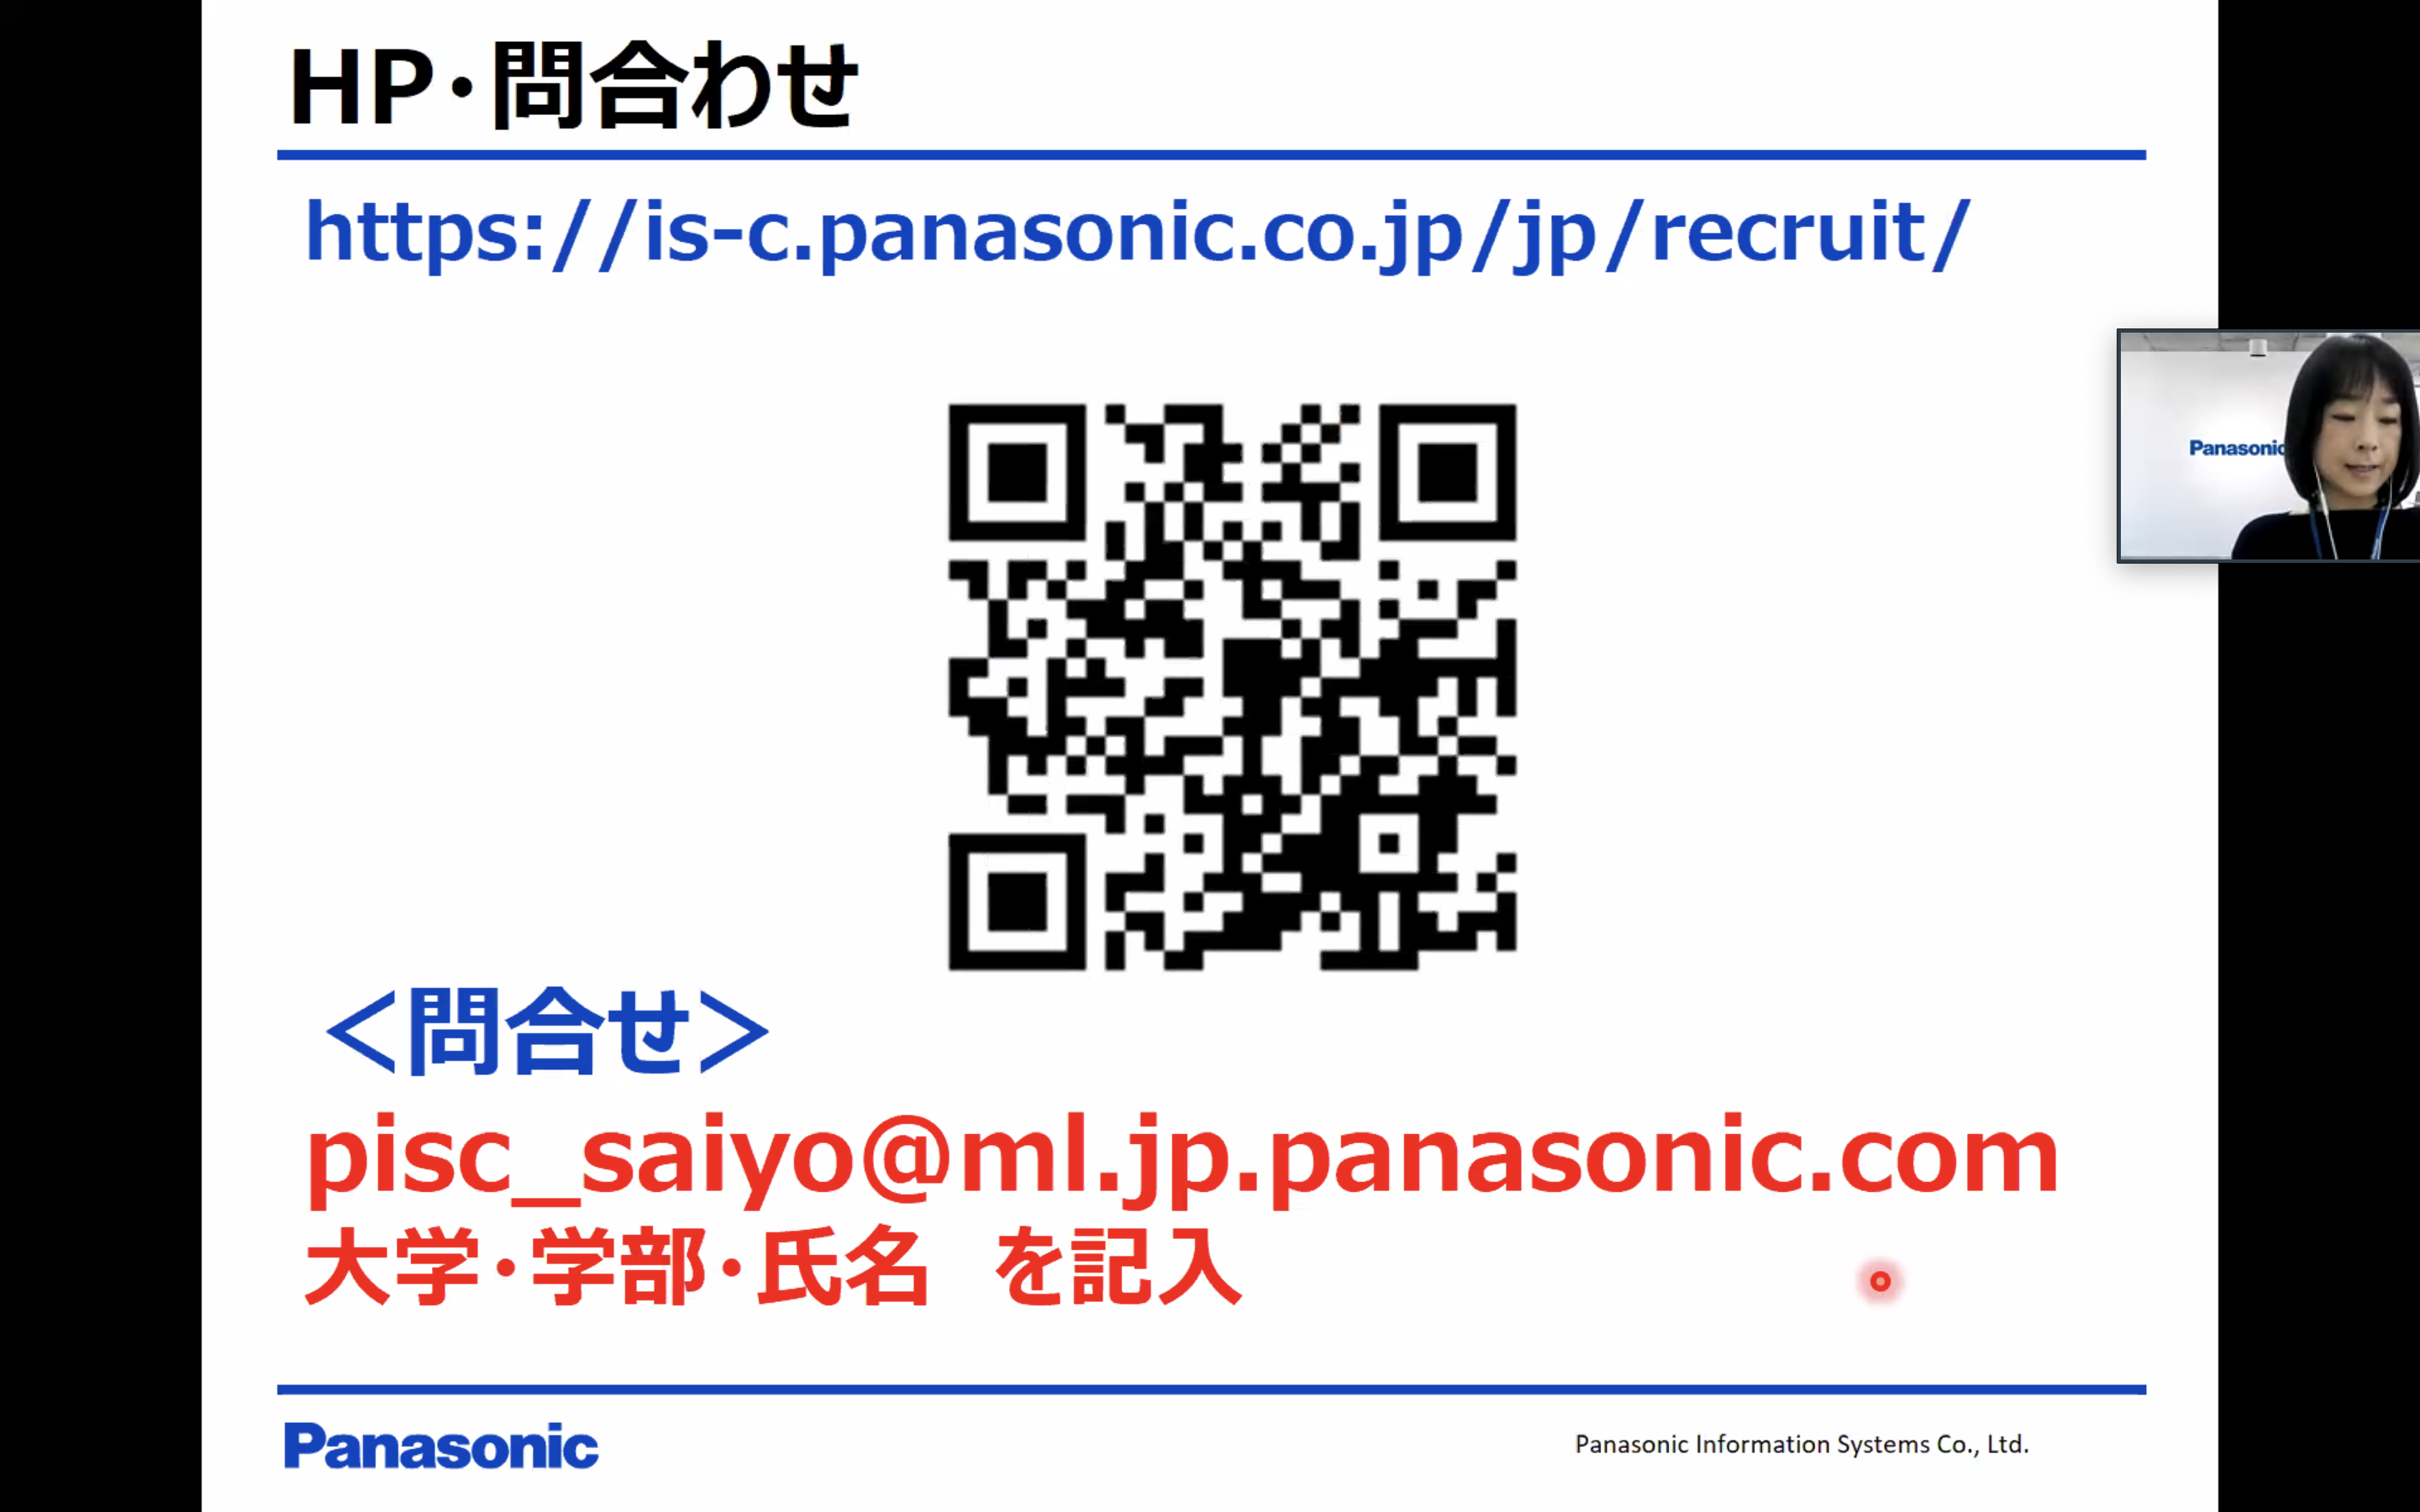 HP・問合わせ
https://is-c.panasonic.co.jp/jp/recruit/
Panasonic
＜問合せ＞
pisc_saiyo@ml.jp.panasonic.com
大学・学部・氏名　を記入
Panasonic
Panasonic Information Systems Co., Ltd.